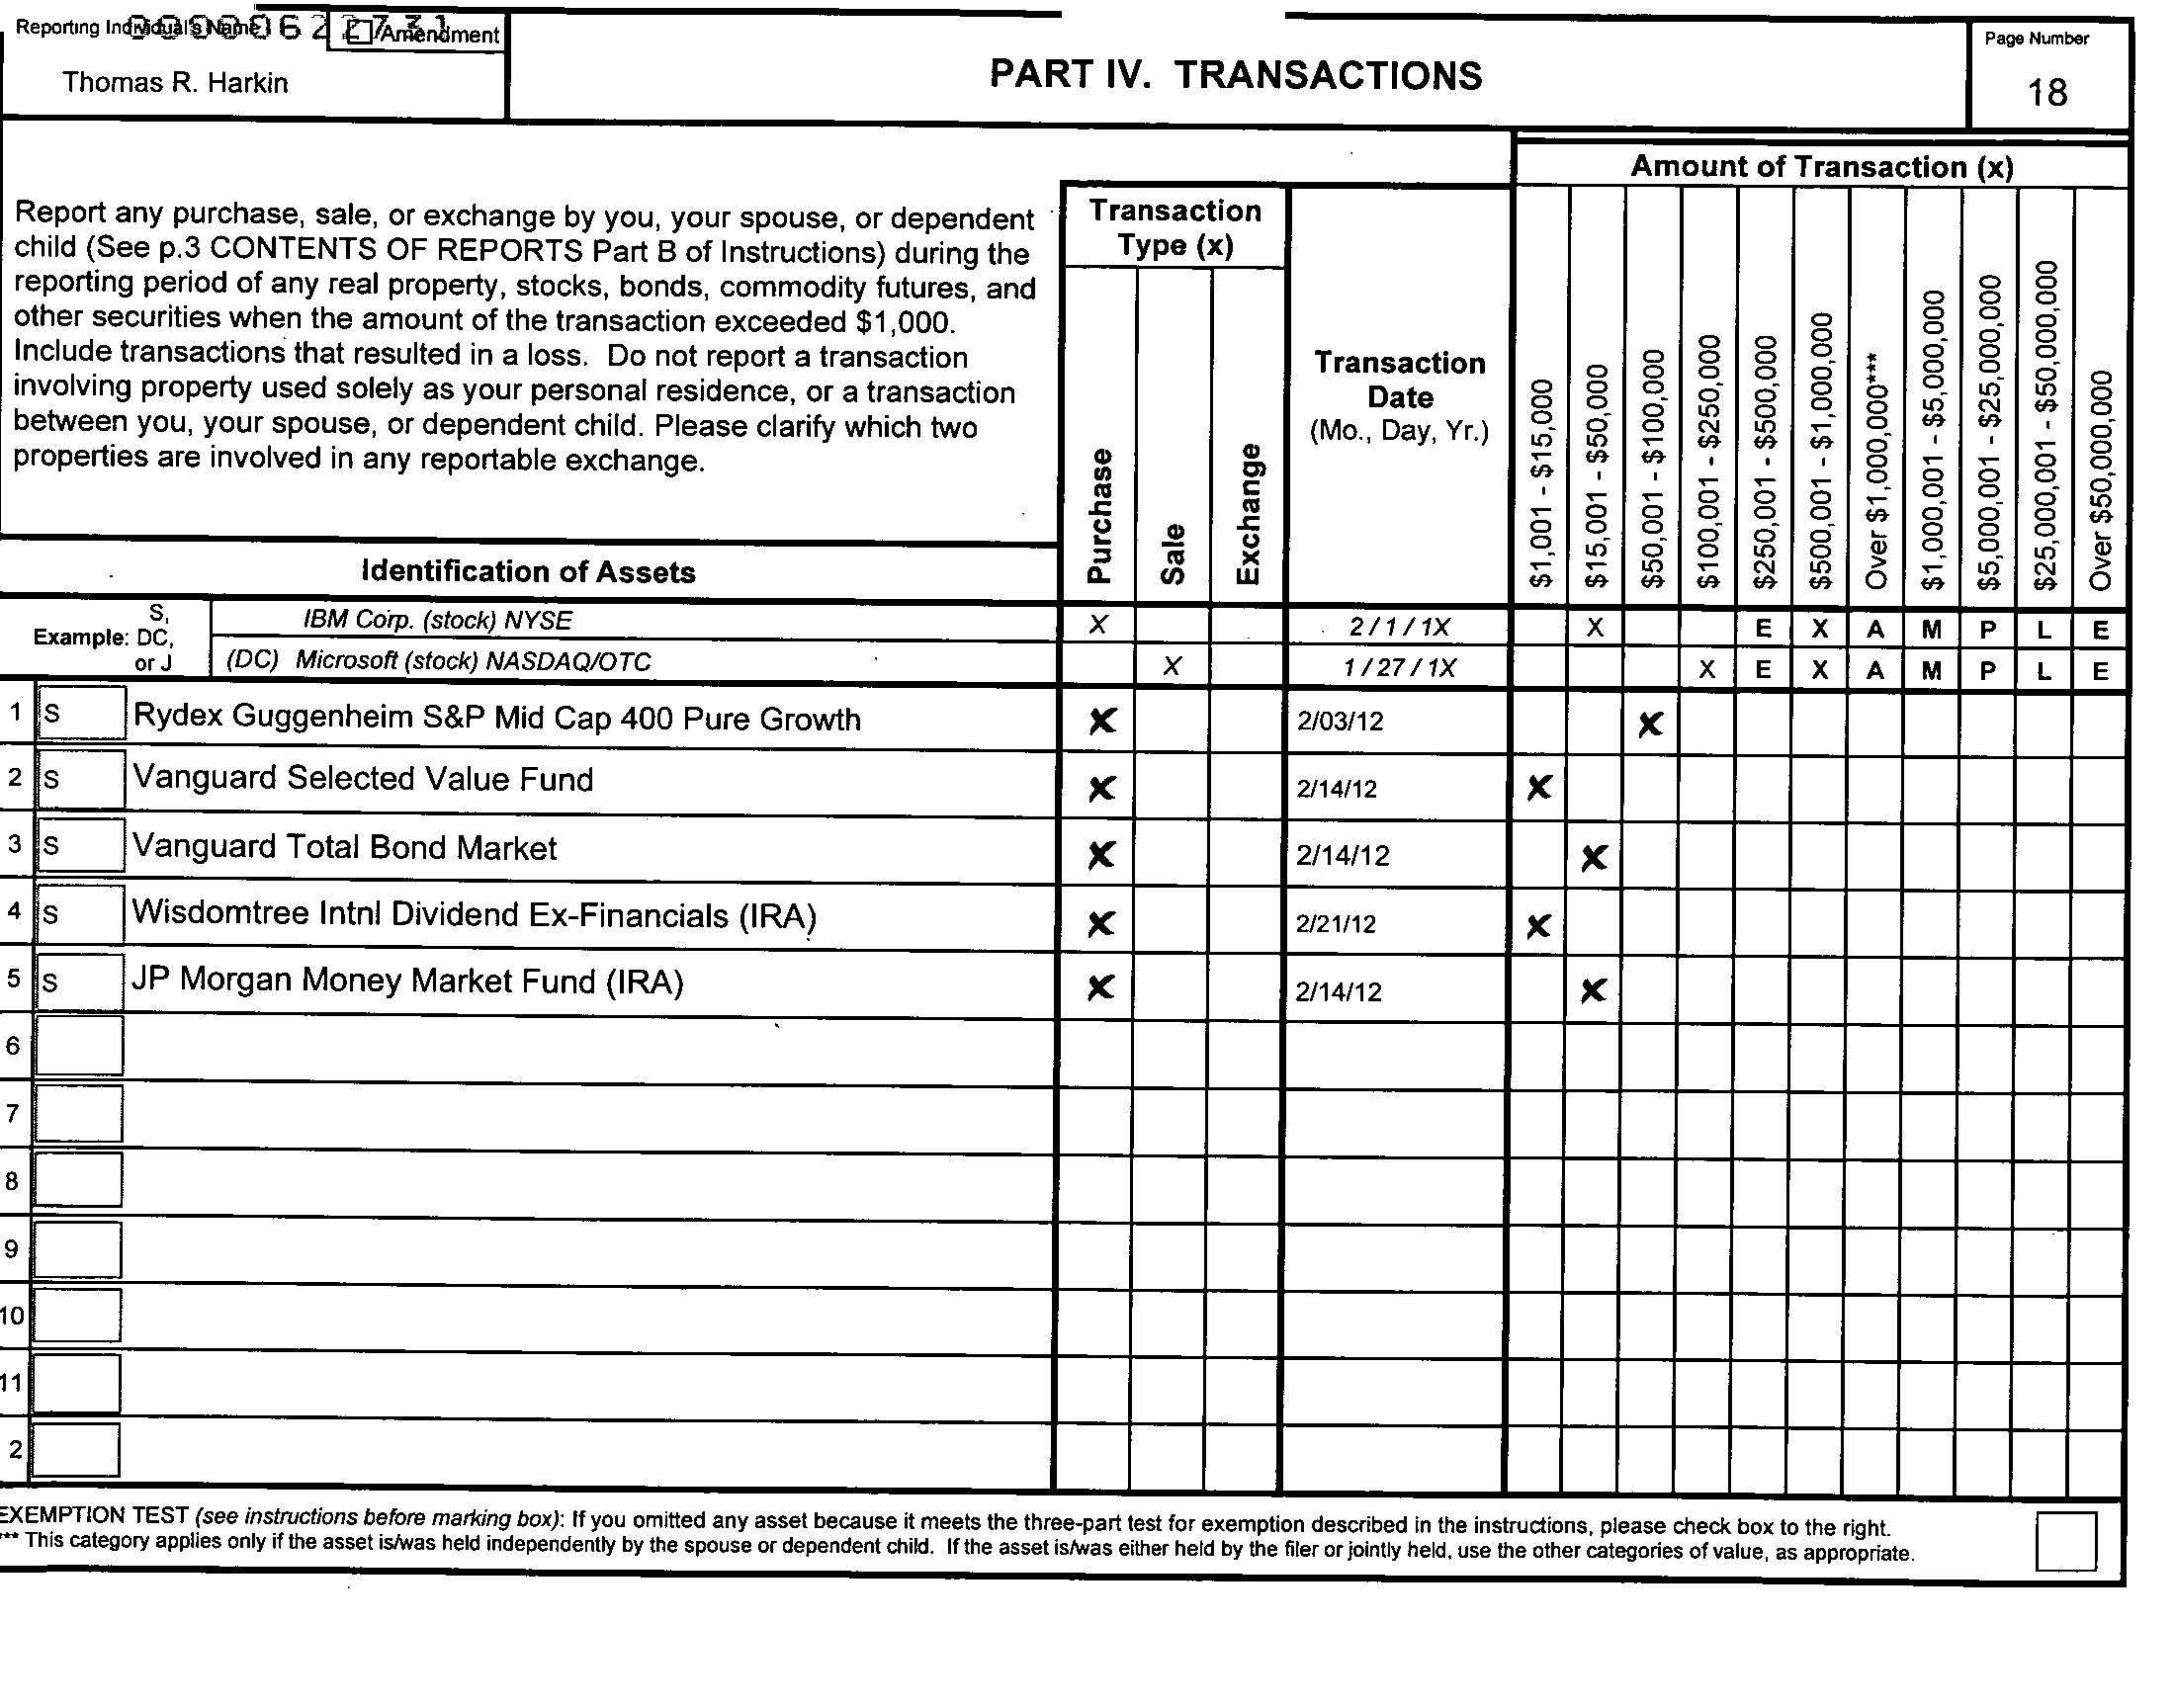 Reporting Individual's Name
Amendment
Thomas R. Harkin
PART IV. TRANSACTIONS
Page Number
18
Report any purchase, sale, or exchange by you, your spouse, or dependent
child (See p.3 CONTENTS OF REPORTS Part B of Instructions) during the
reporting period of any real property, stocks, bonds, commodity futures, and
other securities when the amount of the transaction exceeded $1,000.
Include transactions that resulted in a loss. Do not report a transaction
involving property used solely as your personal residence, or a transaction
between you, your spouse, or dependent child. Please clarify which two
properties are involved in any reportable exchange.
Identification of Assets
Transaction
Type (x)
Purchase
Sale
Exchange
Transaction
Date
(Mo., Day, Yr.)
Amount of Transaction (x)
$1,001 - $15,000
$15,001 - $50,000
$50,001 - $100,000
$100,001 - $250,000
$250,001 - $500,000
$500,001 - $1,000,000
Over $1,000,000***
$1,000,001 - $5,000,000
$5,000,001 - $25,000,000
$25,000,001 - $50,000,000
Over $50,000,000
Example: S, DC, or J
IBM Corp. (stock) NYSE X 2 / 1 / 1X X E X A M P L E
(DC) Microsoft (stock) NASDAQ/OTC X 1 / 27 / 1X X E X A M P L E
1 S Rydex Guggenheim S&P Mid Cap 400 Pure Growth X 2/03/12 X
2 S Vanguard Selected Value Fund X 2/14/12 X
3 S Vanguard Total Bond Market X 2/14/12 X
4 S Wisdomtree Intnl Dividend Ex-Financials (IRA) X 2/21/12 X
5 S JP Morgan Money Market Fund (IRA) X 2/14/12 X
6
7
8
9
10
11
2
EXEMPTION TEST (see instructions before marking box): If you omitted any asset because it meets the three-part test for exemption described in the instructions, please check box to the right.
*** This category applies only if the asset is/was held independently by the spouse or dependent child. If the asset is/was either held by the filer or jointly held, use the other categories of value, as appropriate.